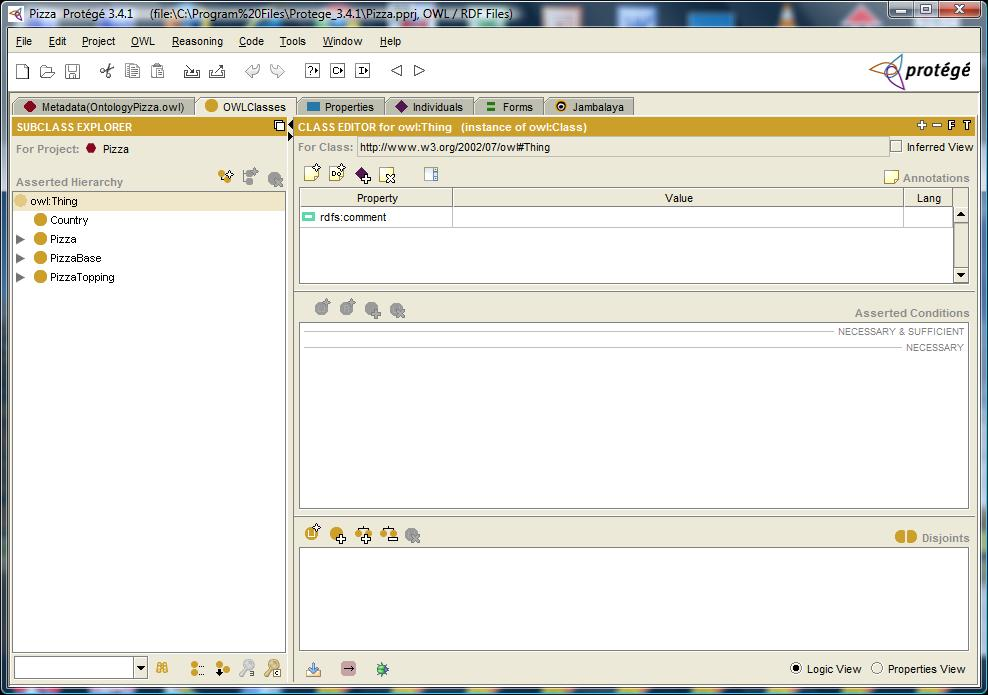 Pizza Protégé 3.4.1 (file:\C:\Program%20Files\Protege_3.4.1\Pizza.pprj, OWL / RDF Files)
File Edit Project OWL Reasoning Code Tools Window Help
protégé
Metadata(OntologyPizza.owl) OWLClasses Properties Individuals Forms Jambalaya
SUBCLASS EXPLORER
CLASS EDITOR for owl:Thing (instance of owl:Class)
F T
For Project: Pizza
For Class: http://www.w3.org/2002/07/owl#Thing
Inferred View
Asserted Hierarchy
Annotations
owl:Thing
Country
Pizza
PizzaBase
PizzaTopping
Property Value Lang
rdfs:comment
Asserted Conditions
NECESSARY & SUFFICIENT
NECESSARY
Disjoints
Logic View Properties View